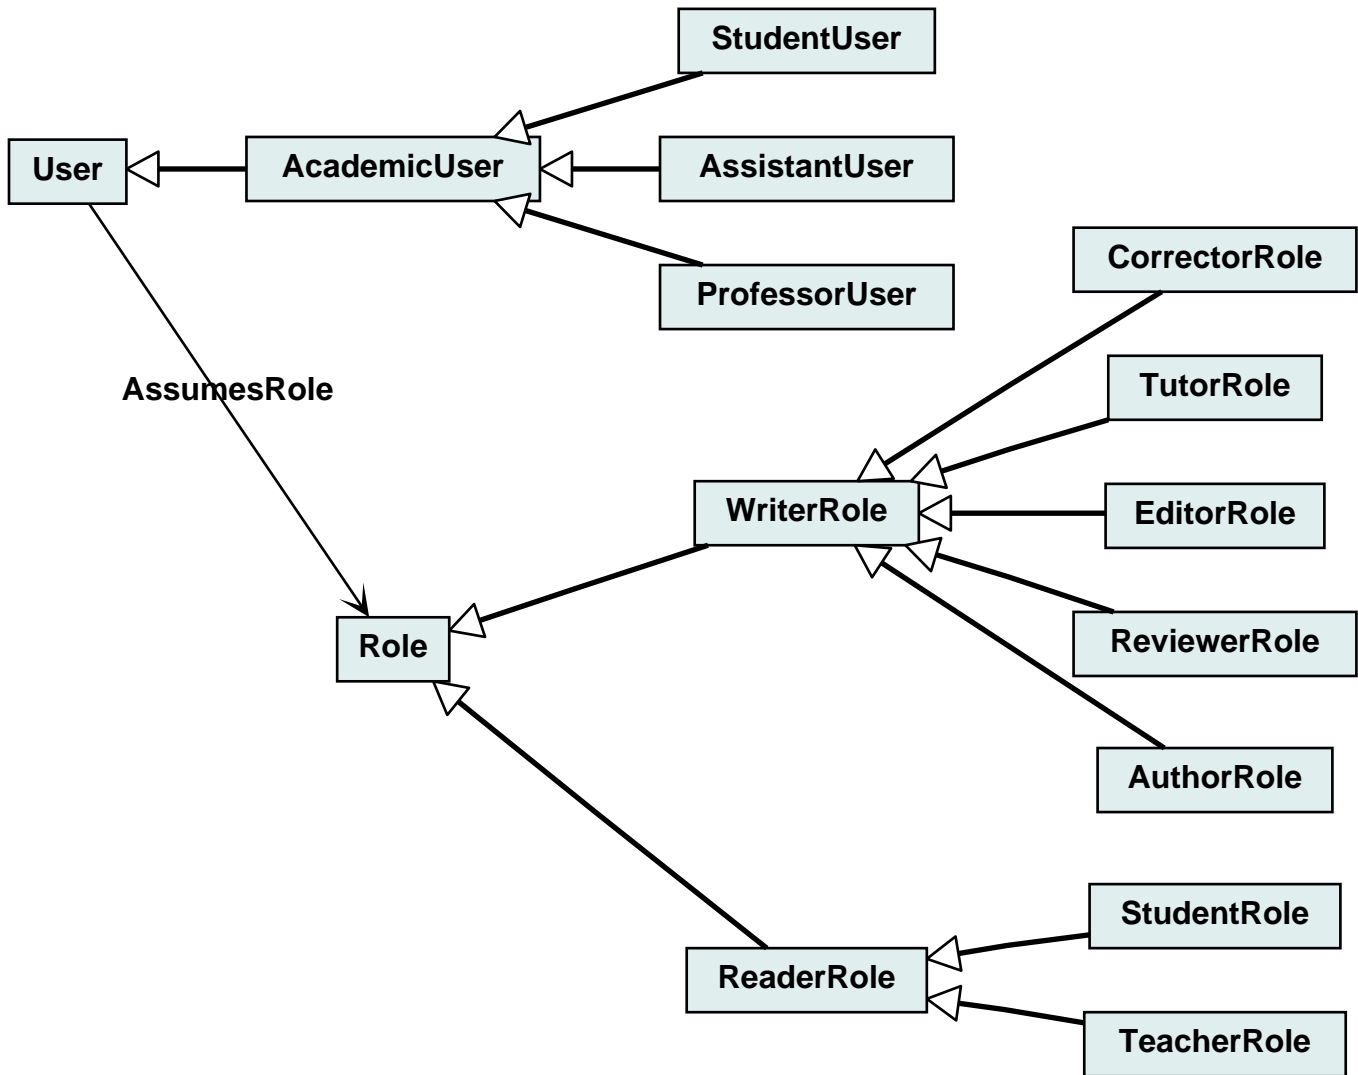 StudentUser
User
AcademicUser
AssistantUser
ProfessorUser
CorrectorRole
AssumesRole
TutorRole
WriterRole
EditorRole
Role
ReviewerRole
AuthorRole
StudentRole
ReaderRole
TeacherRole